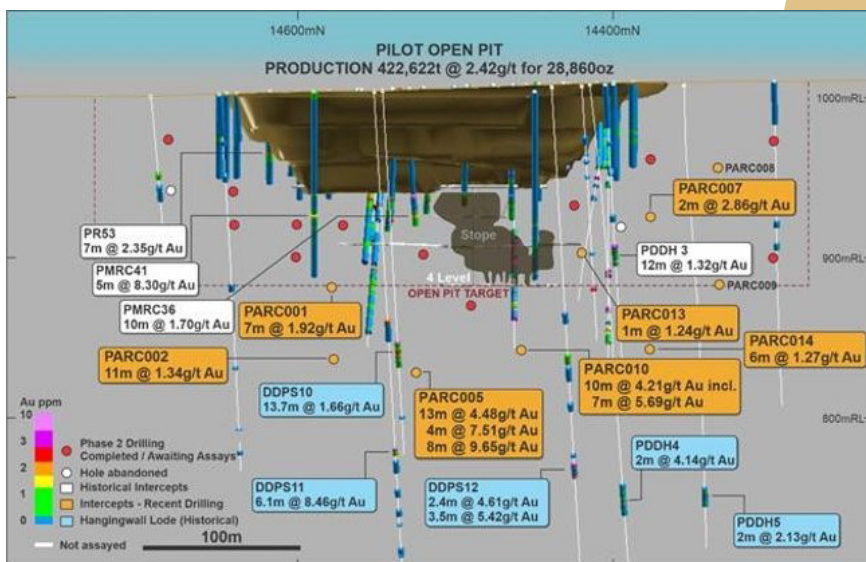 14600mN
14400mN
PILOT OPEN PIT
PRODUCTION 422,622t @ 2.42g/t for 28,860oz
1000mRL
PARC008
PARC007
2m @ 2.86g/t Au
PR53
7m @ 2.35g/t Au
Stope
PDDH 3
12m @ 1.32g/t Au
PMRC41
5m @ 8.30g/t Au
900mRL
4 Level
OPEN PIT TARGET
PARC009
PMRC36
10m @ 1.70g/t Au
PARC001
7m @ 1.92g/t Au
PARC013
1m @ 1.24g/t Au
PARC014
6m @ 1.27g/t Au
PARC002
11m @ 1.34g/t Au
PARC010
10m @ 4.21g/t Au incl.
7m @ 5.69g/t Au
DDPS10
13.7m @ 1.66g/t Au
PARC005
13m @ 4.48g/t Au
4m @ 7.51g/t Au
8m @ 9.65g/t Au
800mRL
Au ppm
10
3
2
1
0
Phase 2 Drilling
Completed / Awaiting Assays
Hole abandoned
Historical Intercepts
Intercepts - Recent Drilling
Hangingwall Lode (Historical)
Not assayed
100m
DDPS11
6.1m @ 8.46g/t Au
DDPS12
2.4m @ 4.61g/t Au
3.5m @ 5.42g/t Au
PDDH4
2m @ 4.14g/t Au
PDDH5
2m @ 2.13g/t Au